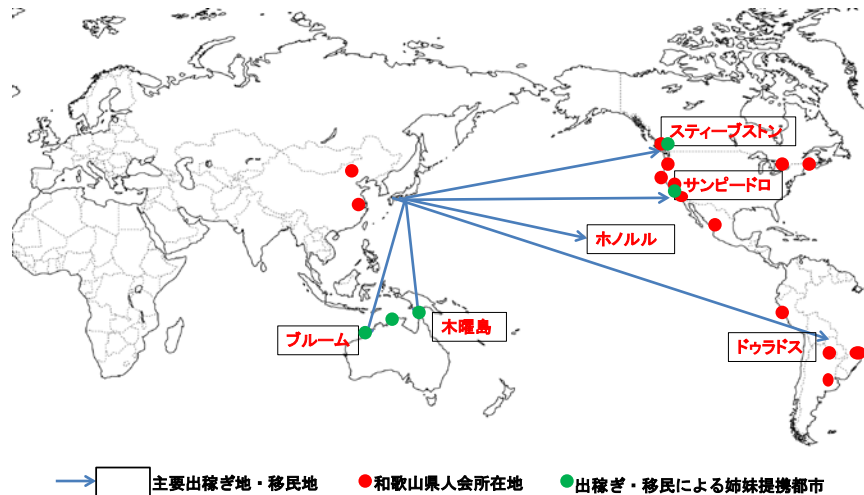 スティーブストン
サンピードロ
ホノルル
ブルーム
木曜島
ドゥラドス
主要出稼ぎ地・移民地
和歌山県人会所在地
出稼ぎ・移民による姉妹提携都市